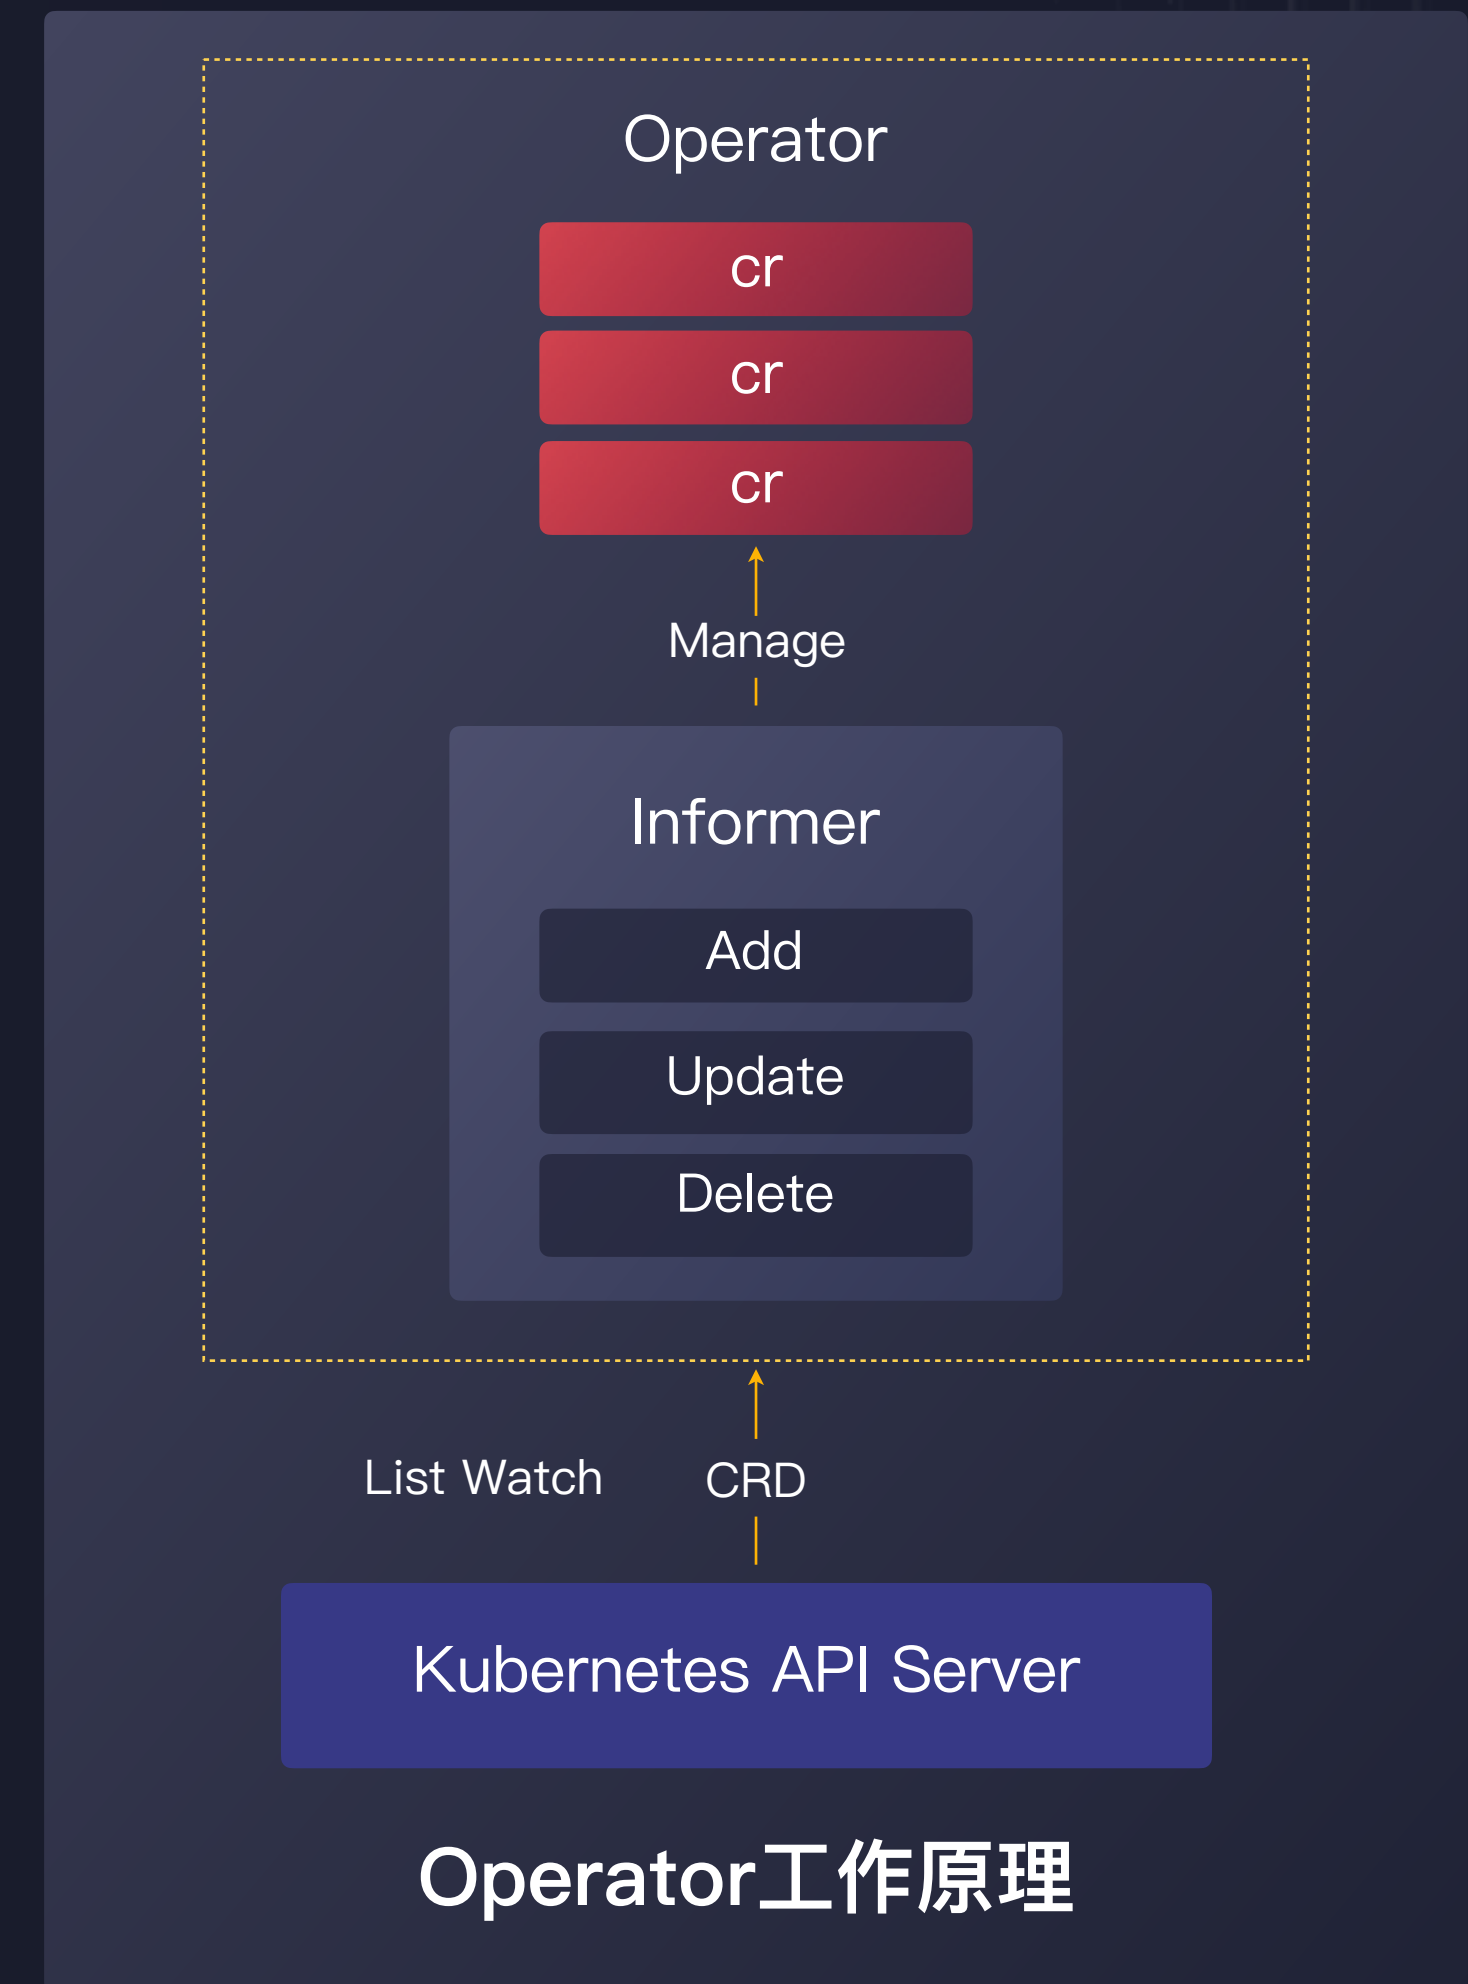 Operator
cr
cr
cr
Manage
Informer
Add
Update
Delete
List Watch
CRD
Kubernetes API Server
Operator工作原理